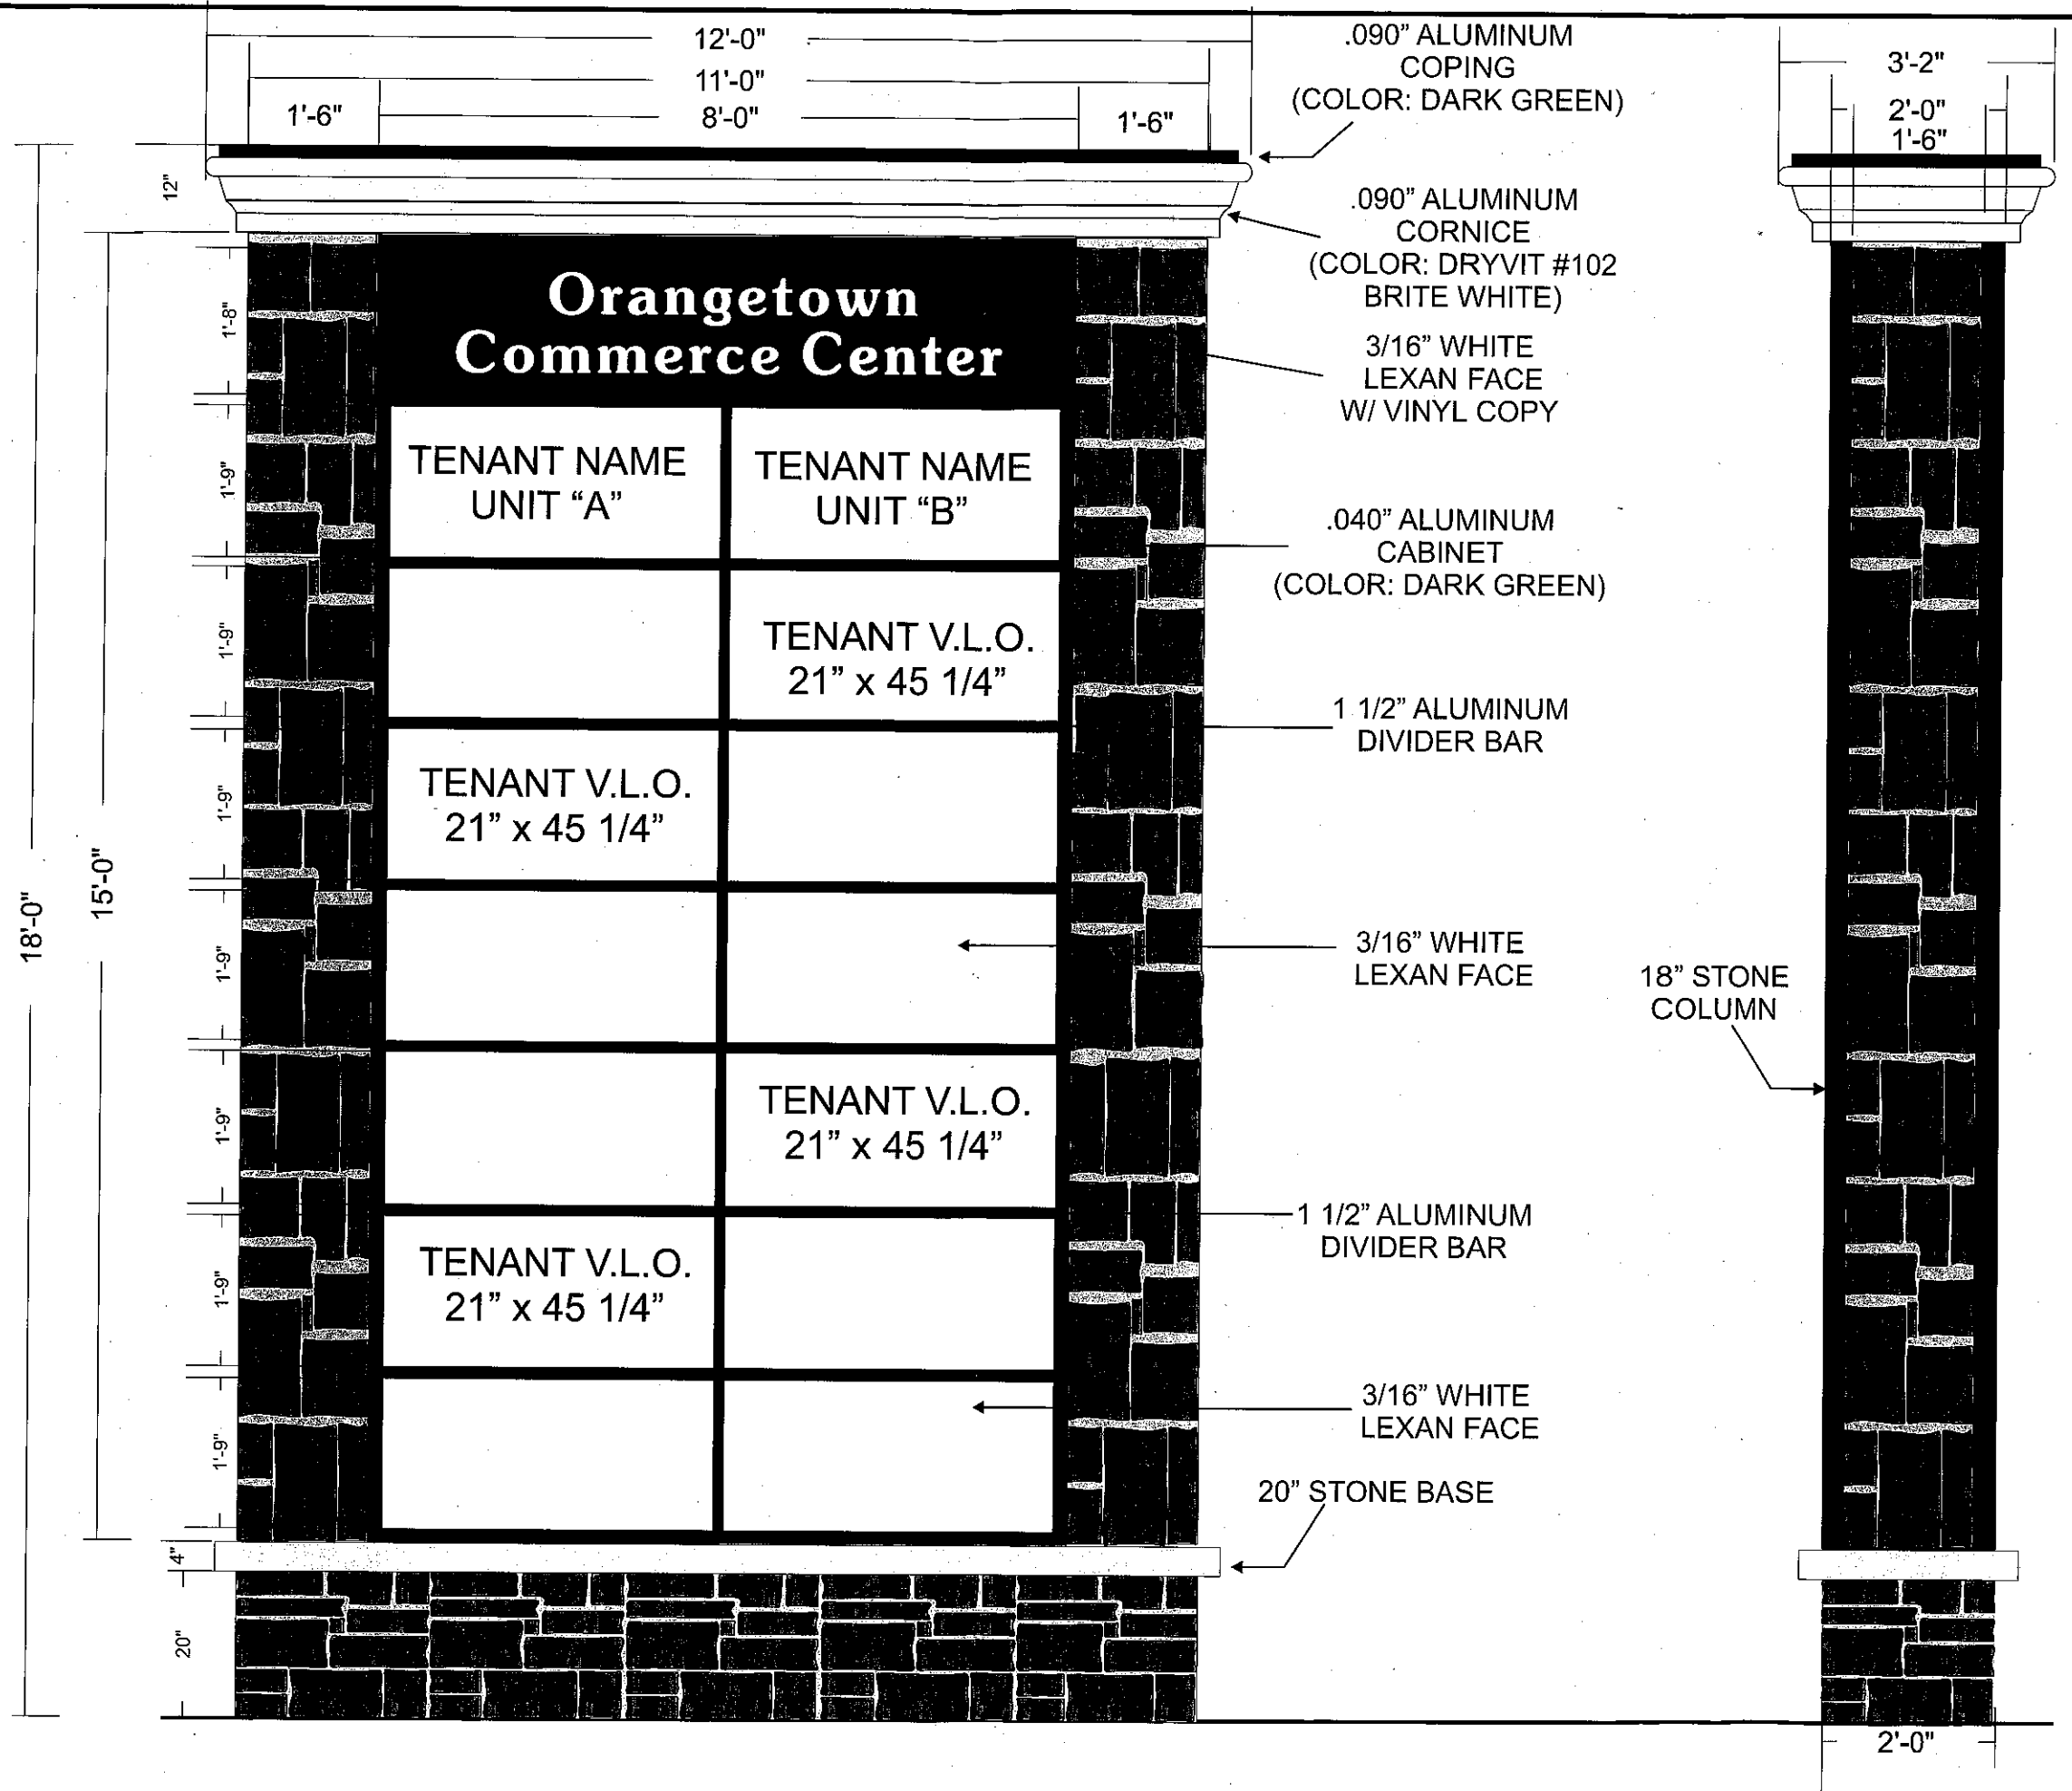 12'-0"
11'-0"
1'-6"
8'-0"
1'-6"
.090” ALUMINUM
COPING
(COLOR: DARK GREEN)
3'-2"
2'-0"
1'-6"
12"
.090” ALUMINUM
CORNICE
(COLOR: DRYVIT #102
BRITE WHITE)
Orangetown
Commerce Center
1'-8"
3/16” WHITE
LEXAN FACE
W/ VINYL COPY
TENANT NAME
UNIT “A”
TENANT NAME
UNIT “B”
1'-9"
.040” ALUMINUM
CABINET
(COLOR: DARK GREEN)
1'-9"
TENANT V.L.O.
21” x 45 1/4”
1 1/2” ALUMINUM
DIVIDER BAR
1'-9"
TENANT V.L.O.
21” x 45 1/4”
18'-0"
15'-0"
1'-9"
3/16” WHITE
LEXAN FACE
18” STONE
COLUMN
1'-9"
TENANT V.L.O.
21” x 45 1/4”
1 1/2” ALUMINUM
DIVIDER BAR
1'-9"
TENANT V.L.O.
21” x 45 1/4”
1'-9"
3/16” WHITE
LEXAN FACE
20” STONE BASE
4"
20"
2'-0"